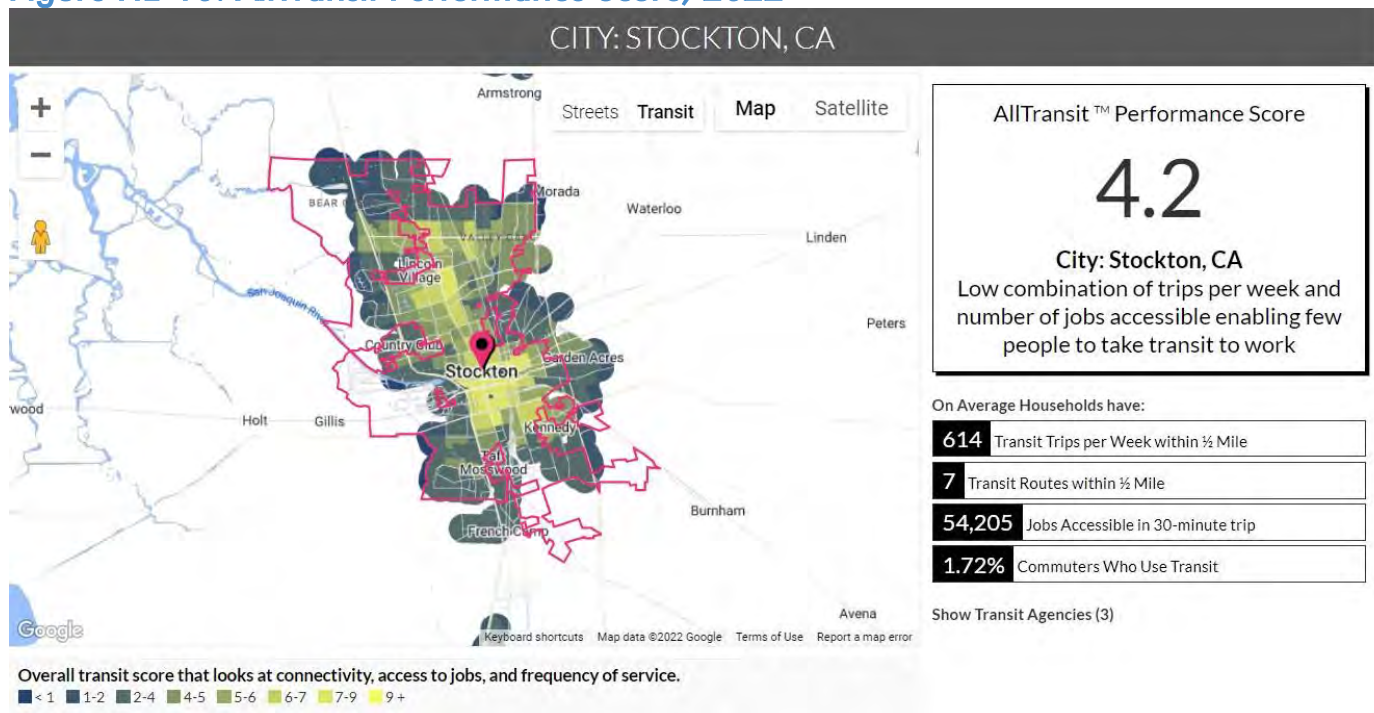 CITY: STOCKTON, CA
+
−
Streets Transit
Map Satellite
Armstrong
Morada
Waterloo
BEAR
Linden
Lincoln
Village
San Joaquin
Peters
Country Club
Garden Acres
Stockton
Holt
Gillis
Kennedy
Taft
Mosswood
Burnham
French Camp
Avena
Google
Keyboard shortcuts Map data ©2022 Google Terms of Use Report a map error
Overall transit score that looks at connectivity, access to jobs, and frequency of service.
< 1 1-2 2-4 4-5 5-6 6-7 7-9 9 +
AllTransit ™ Performance Score
4.2
City: Stockton, CA
Low combination of trips per week and
number of jobs accessible enabling few
people to take transit to work
On Average Households have:
614 Transit Trips per Week within ½ Mile
7 Transit Routes within ½ Mile
54,205 Jobs Accessible in 30-minute trip
1.72% Commuters Who Use Transit
Show Transit Agencies (3)